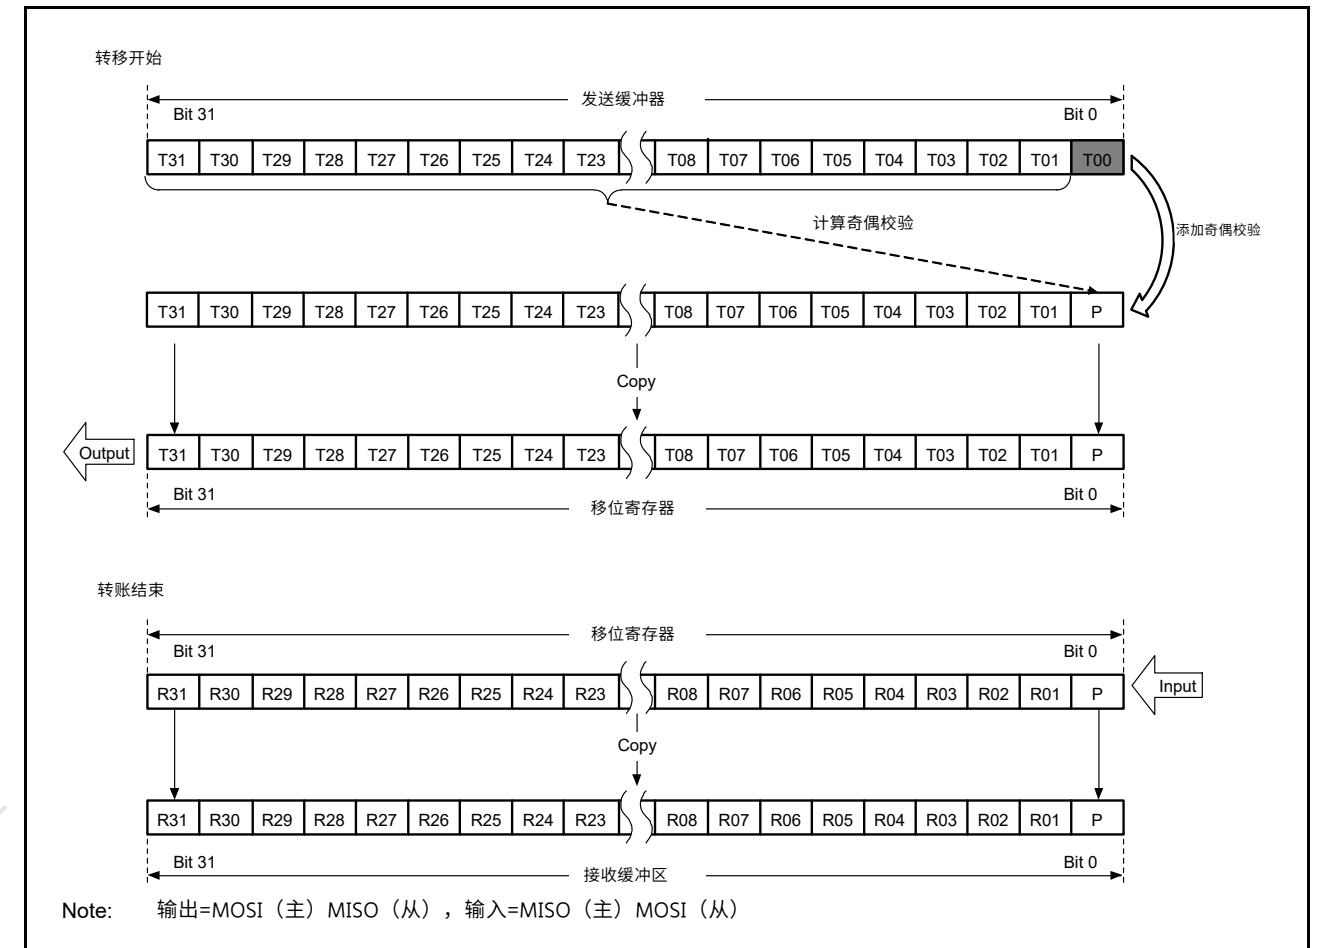 转移开始
发送缓冲器
Bit 31 Bit 0
T31 T30 T29 T28 T27 T26 T25 T24 T23 T08 T07 T06 T05 T04 T03 T02 T01 T00
计算奇偶校验
添加奇偶校验
T31 T30 T29 T28 T27 T26 T25 T24 T23 T08 T07 T06 T05 T04 T03 T02 T01 P
Copy
Output T31 T30 T29 T28 T27 T26 T25 T24 T23 T08 T07 T06 T05 T04 T03 T02 T01 P
Bit 31 Bit 0
移位寄存器
转账结束
移位寄存器
Bit 31 Bit 0
R31 R30 R29 R28 R27 R26 R25 R24 R23 R08 R07 R06 R05 R04 R03 R02 R01 P Input
Copy
R31 R30 R29 R28 R27 R26 R25 R24 R23 R08 R07 R06 R05 R04 R03 R02 R01 P
Bit 31 Bit 0
接收缓冲区
Note: 输出=MOSI（主）MISO（从），输入=MISO（主）MOSI（从）